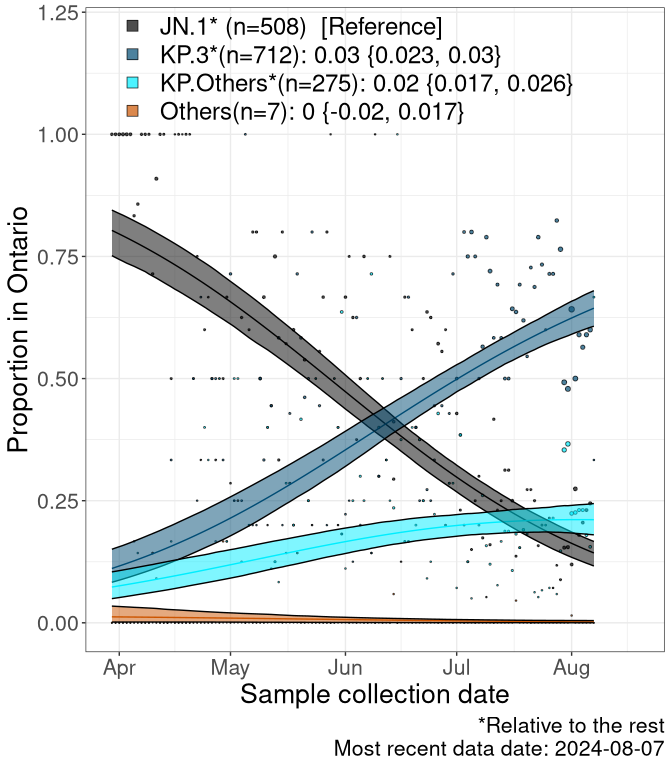 1.25
JN.1* (n=508)  [Reference]
KP.3*(n=712): 0.03 {0.023, 0.03}
KP.Others*(n=275): 0.02 {0.017, 0.026}
Others(n=7): 0 {-0.02, 0.017}
1.00
0.75
0.50
0.25
0.00
Proportion in Ontario
Apr May Jun Jul Aug
Sample collection date
*Relative to the rest
Most recent data date: 2024-08-07